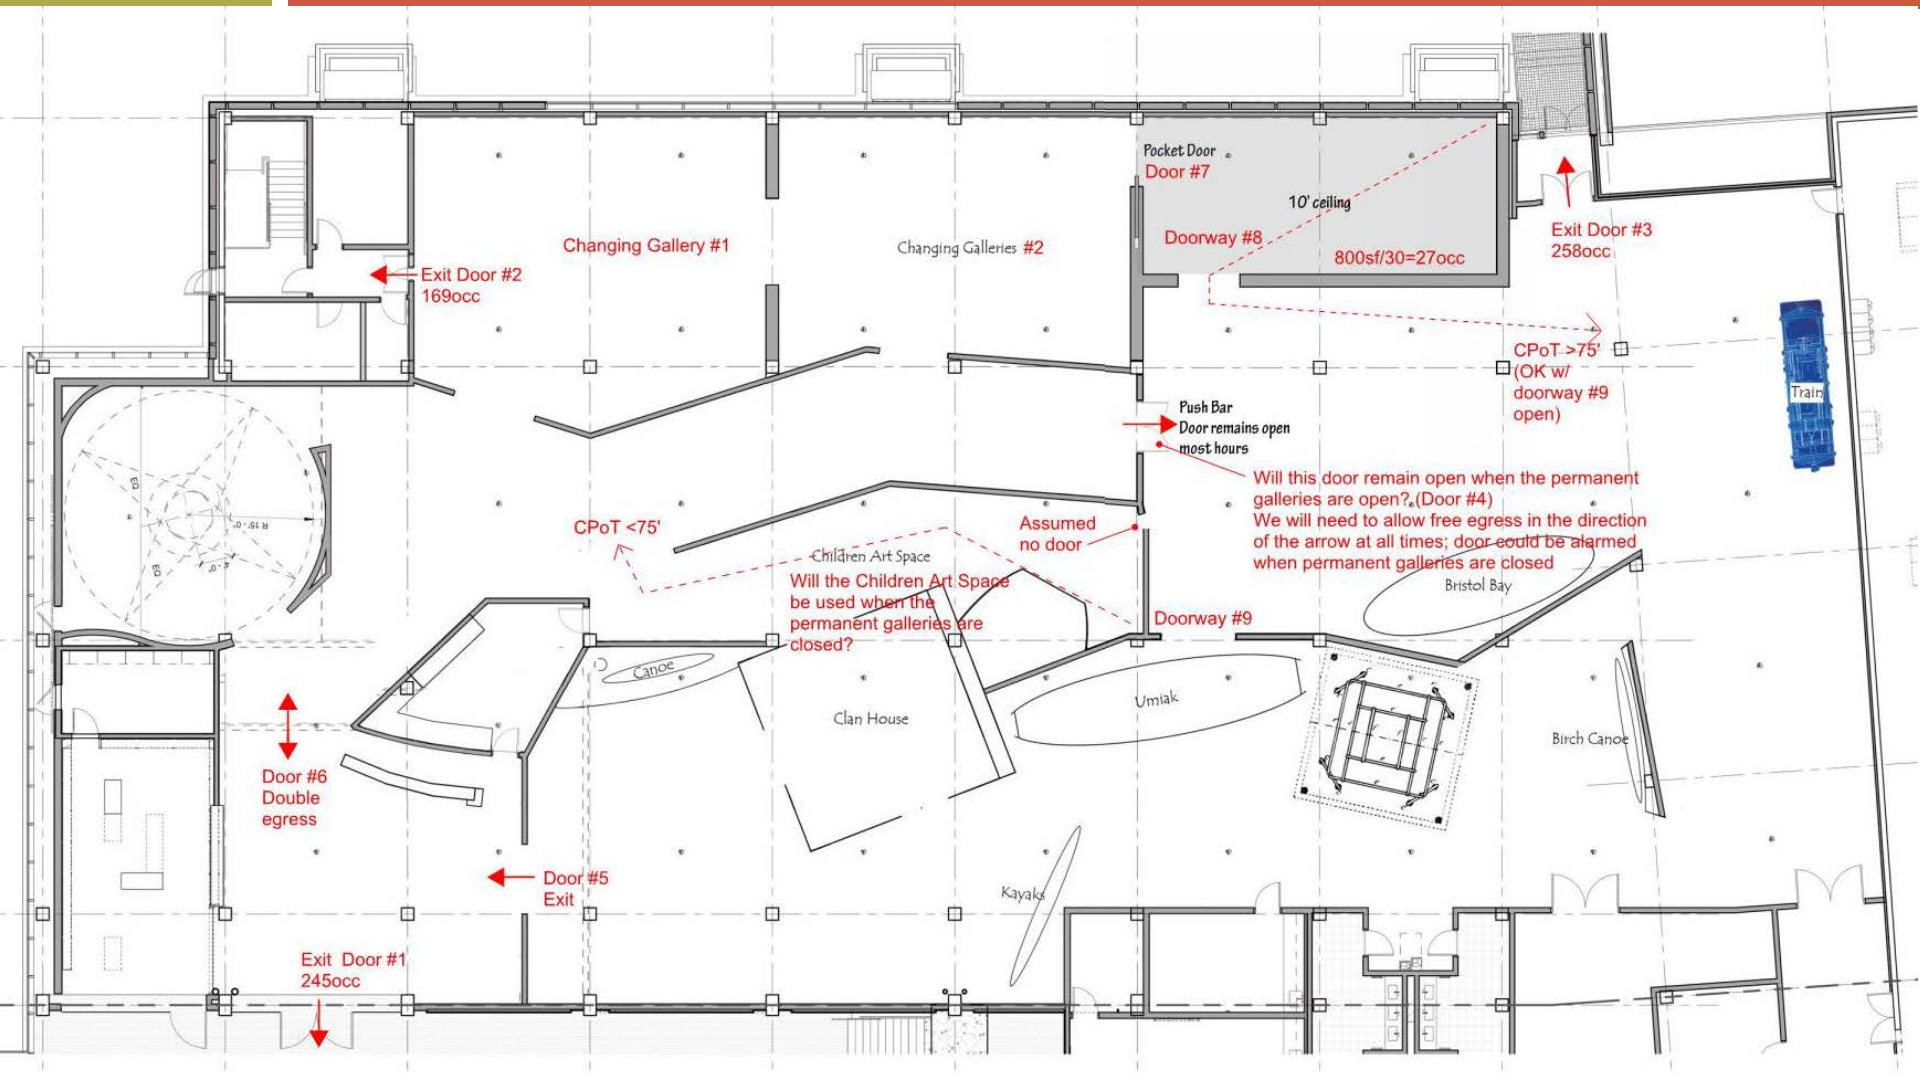 Pocket Door
Door #7
10' ceiling
Doorway #8
800sf/30=27occ
Exit Door #3
258occ
Changing Gallery #1
Changing Galleries #2
Exit Door #2
169occ
CPoT >75'
(OK w/
doorway #9
open)
Train
Push Bar
Door remains open
most hours
Will this door remain open when the permanent
galleries are open? (Door #4)
We will need to allow free egress in the direction
of the arrow at all times; door could be alarmed
when permanent galleries are closed
EQ
R 15'-0"
EQ
CPoT <75'
Assumed
no door
Children Art Space
Will the Children Art Space
be used when the
permanent galleries are
closed?
Bristol Bay
Doorway #9
Canoe
Clan House
Umiak
Birch Canoe
Door #6
Double
egress
Door #5
Exit
Kayaks
Exit Door #1
245occ